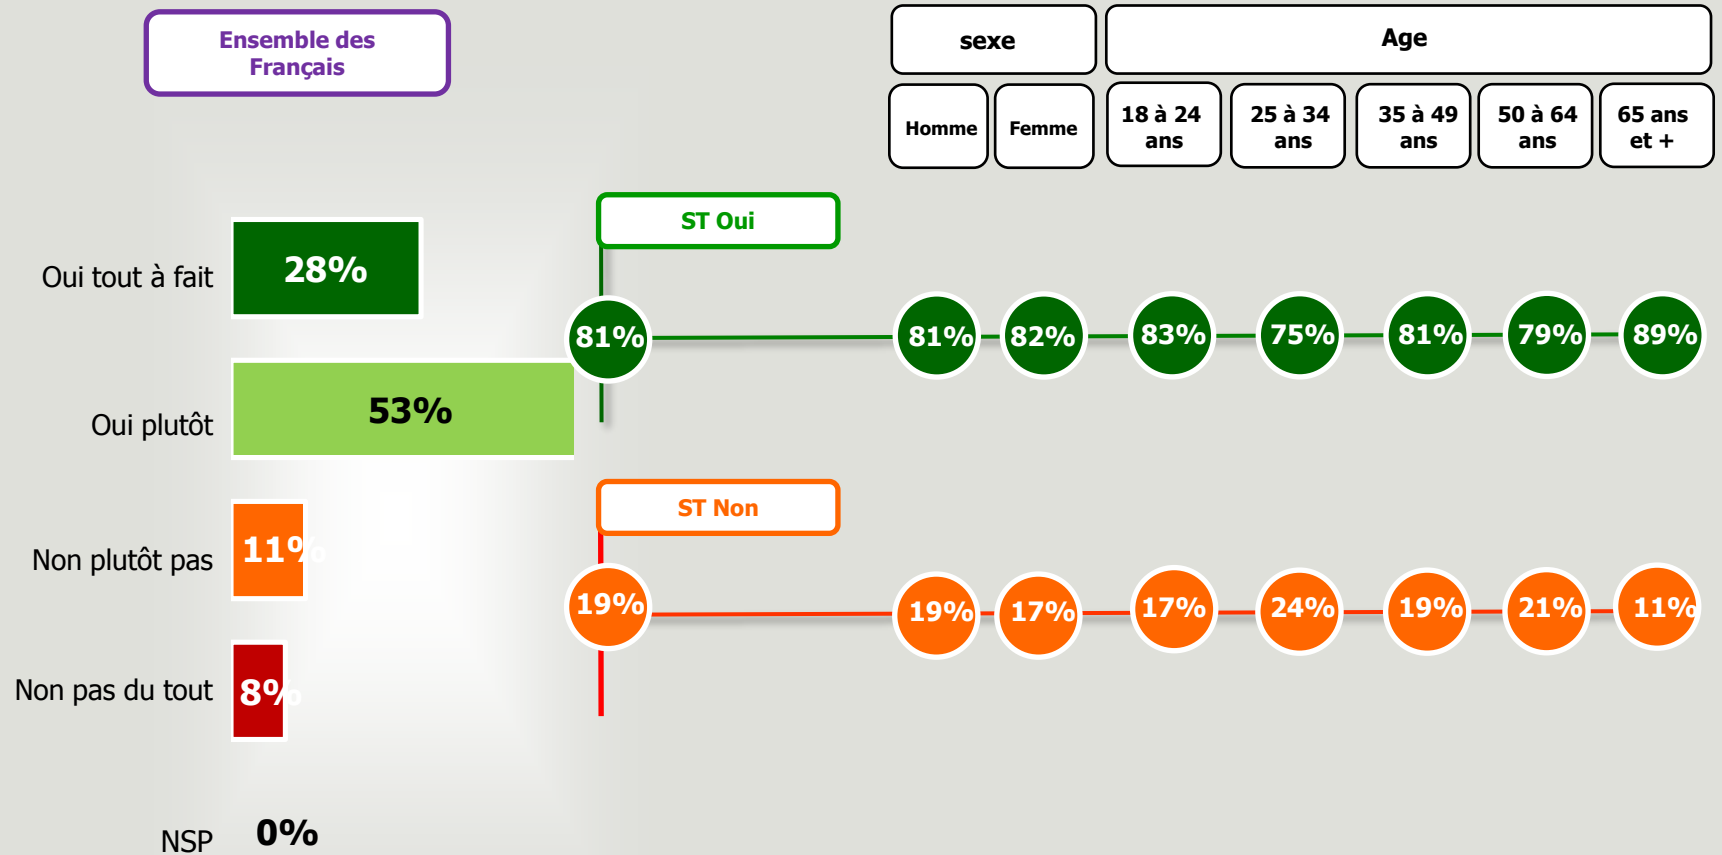 Ensemble des
Français
sexe
Age
Homme
Femme
18 à 24
ans
25 à 34
ans
35 à 49
ans
50 à 64
ans
65 ans
et +
ST Oui
Oui tout à fait
28%
81%
81%
82%
83%
75%
81%
79%
89%
Oui plutôt
53%
ST Non
Non plutôt pas
11%
19%
19%
17%
17%
24%
19%
21%
11%
Non pas du tout
8%
NSP
0%